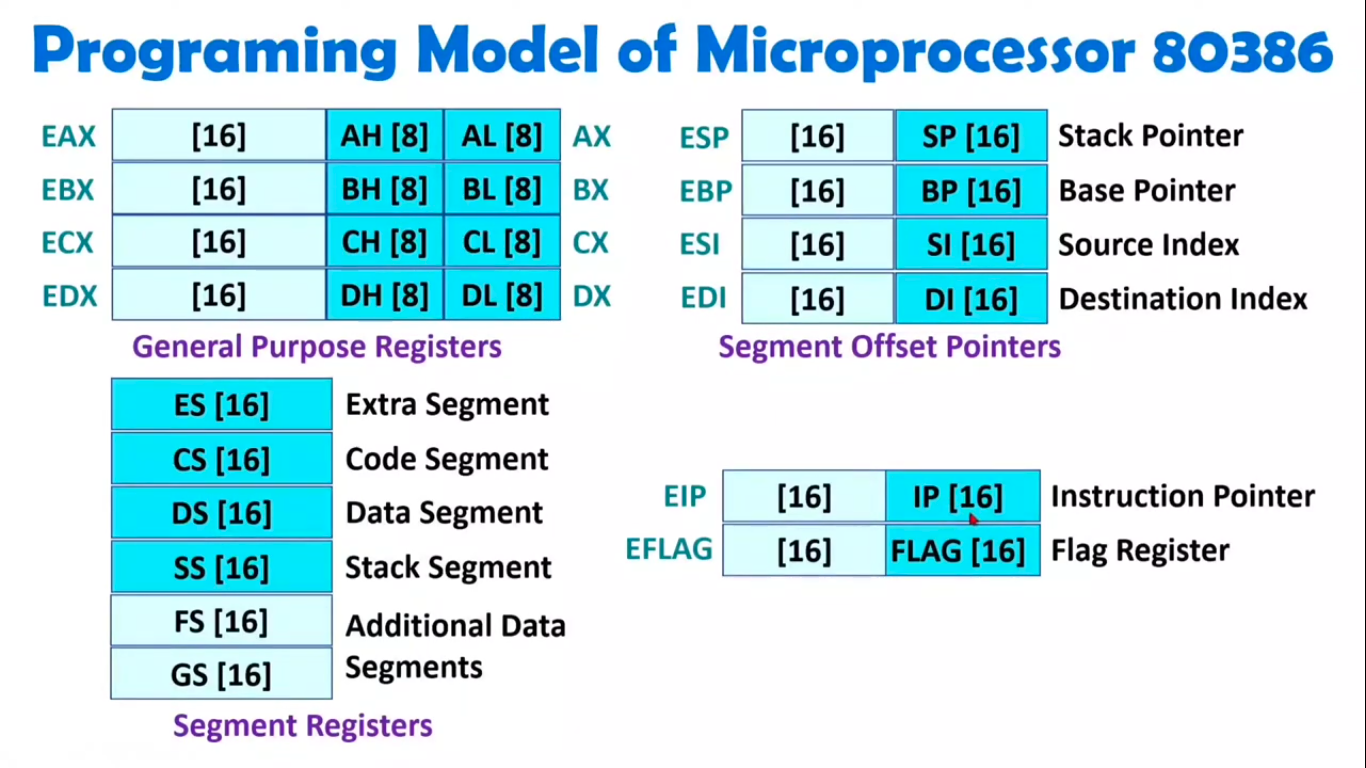 Programing Model of Microprocessor 80386
EAX [16] AH [8] AL [8] AX
EBX [16] BH [8] BL [8] BX
ECX [16] CH [8] CL [8] CX
EDX [16] DH [8] DL [8] DX
General Purpose Registers
ESP [16] SP [16] Stack Pointer
EBP [16] BP [16] Base Pointer
ESI [16] SI [16] Source Index
EDI [16] DI [16] Destination Index
Segment Offset Pointers
ES [16] Extra Segment
CS [16] Code Segment
DS [16] Data Segment
SS [16] Stack Segment
FS [16] Additional Data
GS [16] Segments
Segment Registers
EIP [16] IP [16] Instruction Pointer
EFLAG [16] FLAG [16] Flag Register